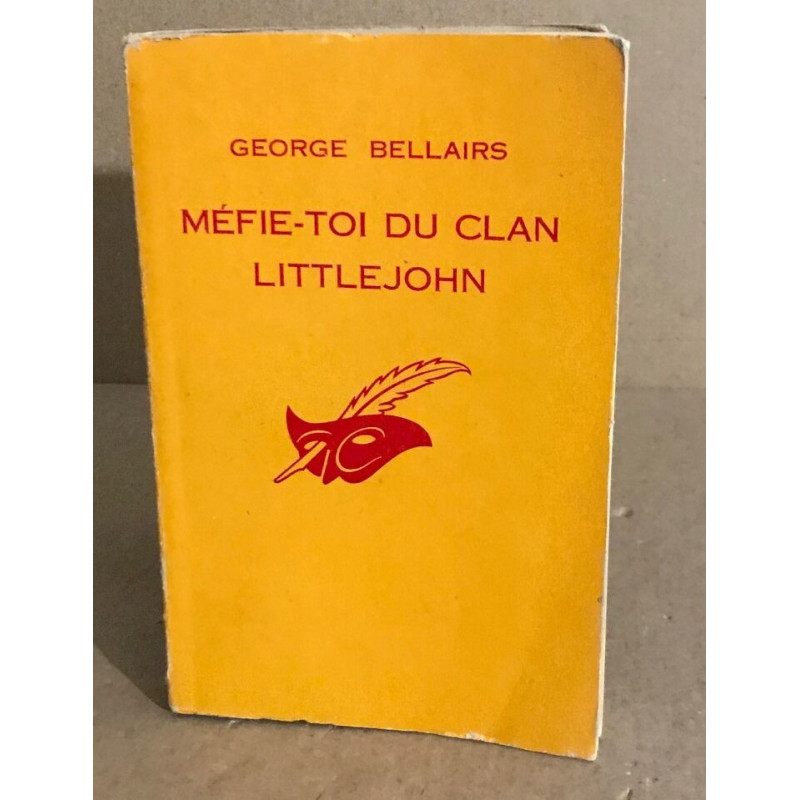 GEORGE BELLAIRS
MÉFIE-TOI DU CLAN
LITTLEJOHN